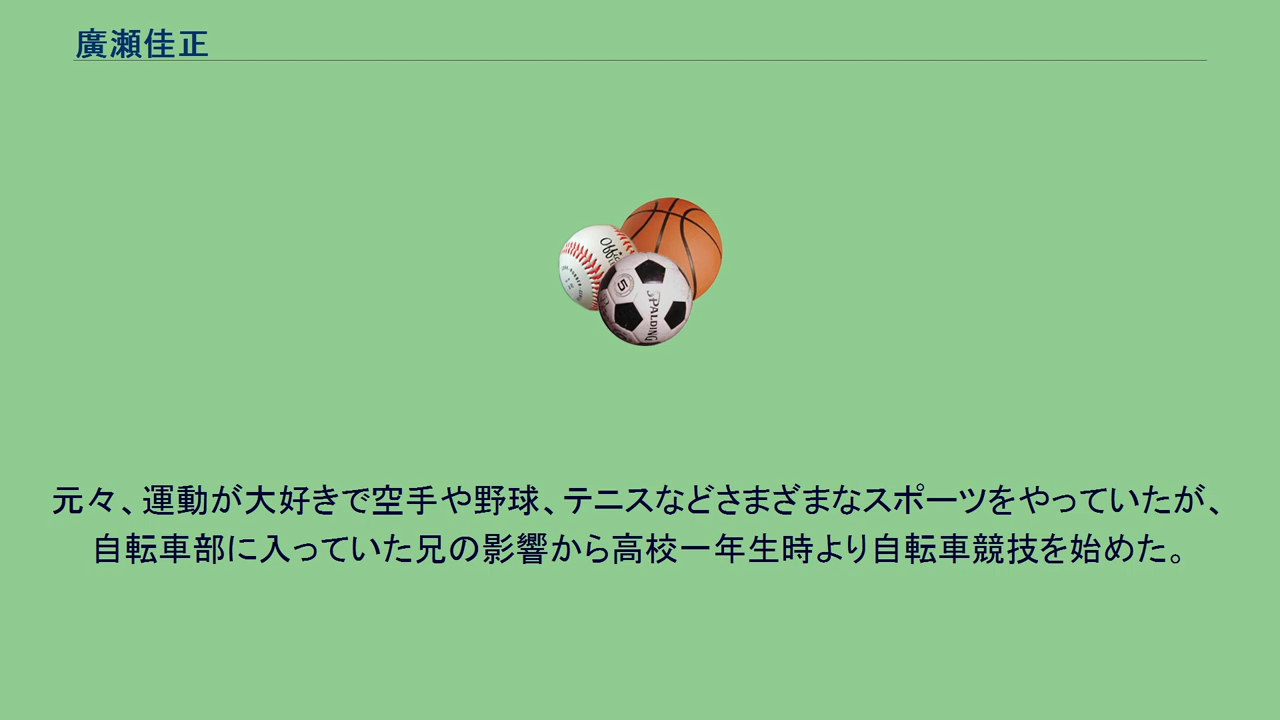 廣瀬佳正
Offici
5
SPALDING
元々、運動が大好きで空手や野球、テニスなどさまざまなスポーツをやっていたが、
自転車部に入っていた兄の影響から高校一年生時より自転車競技を始めた。